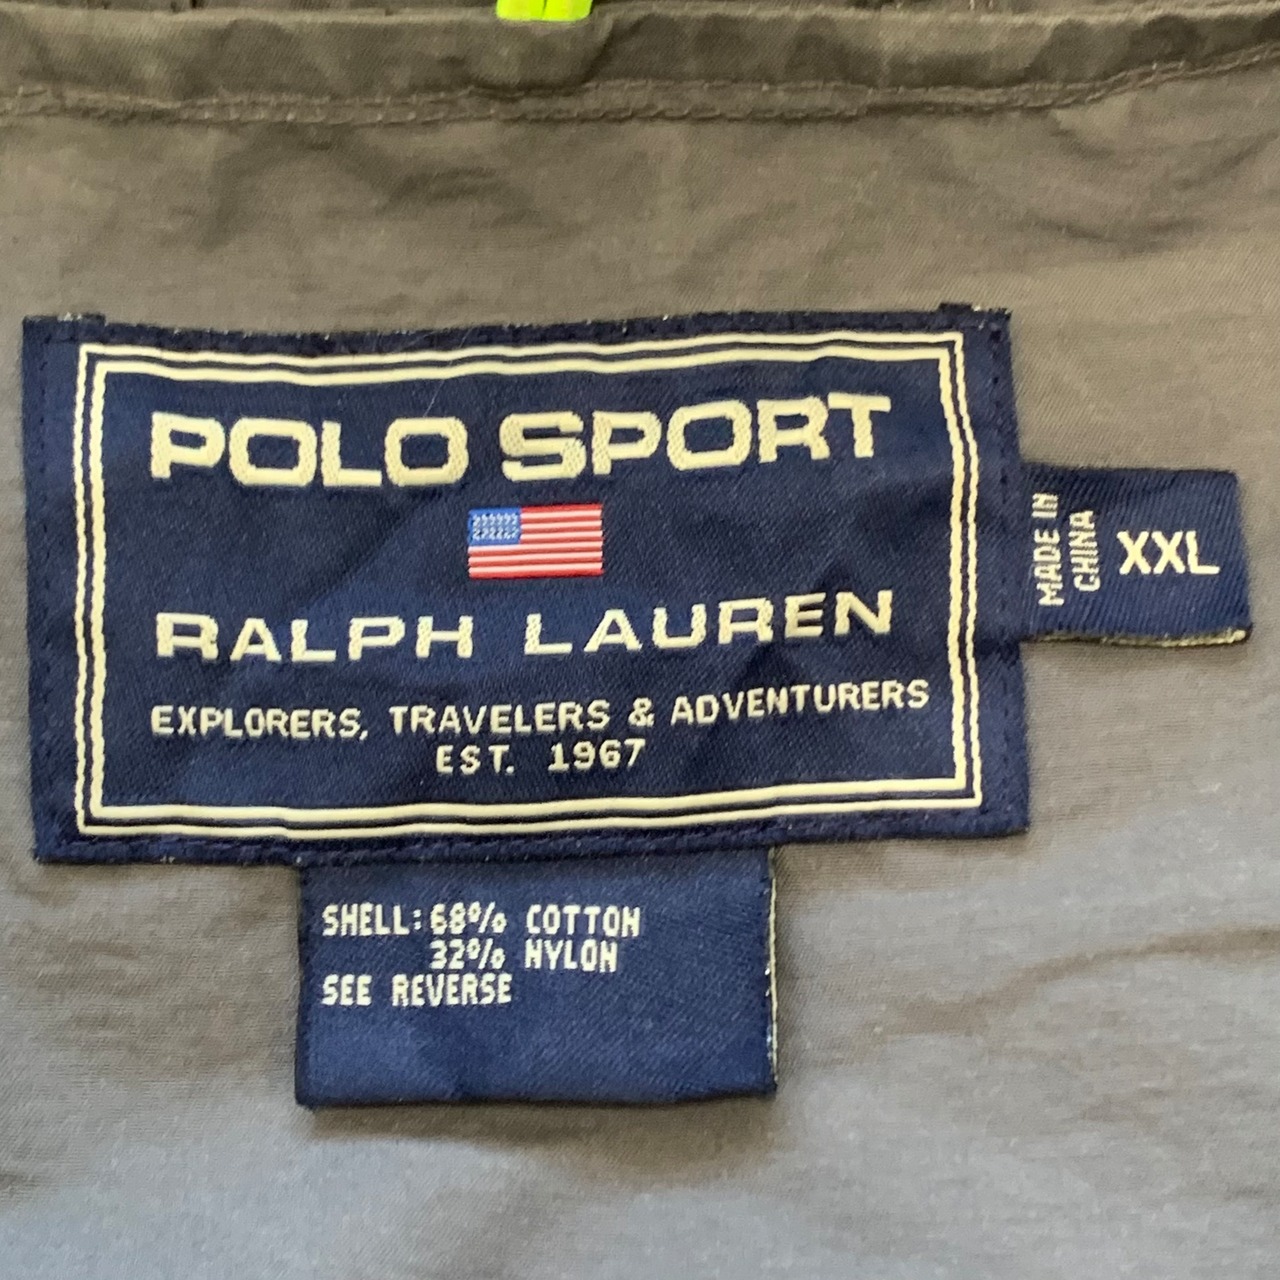 POLO SPORT
RALPH LAUREN
EXPLORERS, TRAVELERS & ADVENTURERS
EST. 1967
MADE IN
CHINA
XXL
SHELL: 68% COTTON
32% NYLON
SEE REVERSE